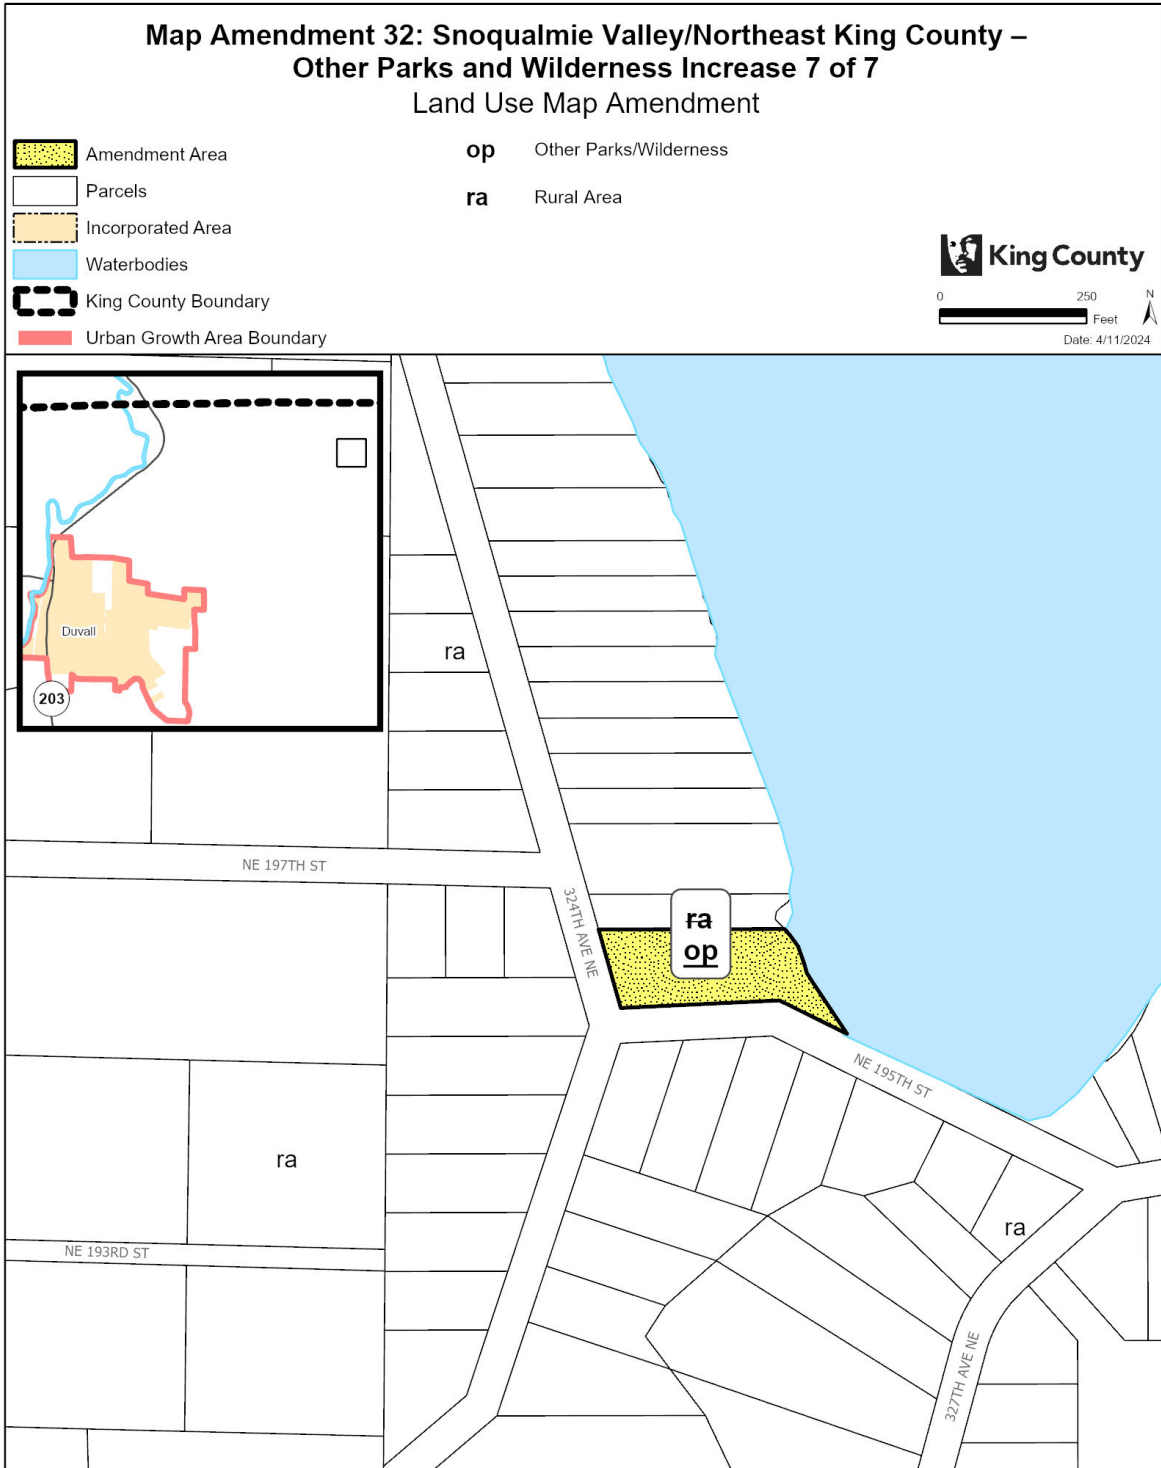 Map Amendment 32: Snoqualmie Valley/Northeast King County –
Other Parks and Wilderness Increase 7 of 7
Land Use Map Amendment
Amendment Area
Parcels
Incorporated Area
Waterbodies
King County Boundary
Urban Growth Area Boundary
op Other Parks/Wilderness
ra Rural Area
King County
0 250
Feet
N
Date: 4/11/2024
Duvall
203
ra
NE 197TH ST
324TH AVE NE
ra
op
NE 195TH ST
ra
ra
NE 193RD ST
327TH AVE NE